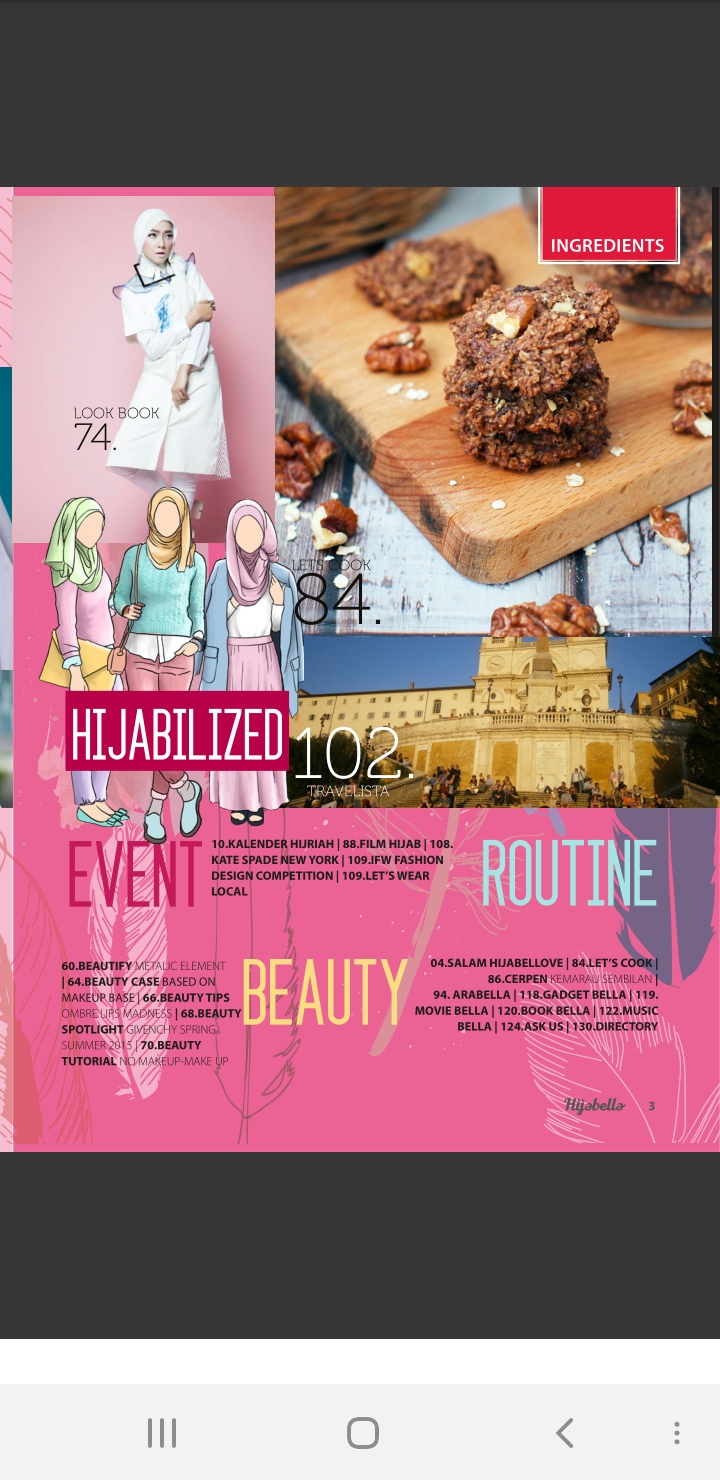 INGREDIENTS
LOOK BOOK
74.
LET'S COOK
84.
HIJABILIZED
102.
TRAVELISTA
EVENT
10.KALENDER HIJRIAH | 88.FILM HIJAB | 108.
KATE SPADE NEW YORK | 109.IFW FASHION
DESIGN COMPETITION | 109.LET'S WEAR
LOCAL
ROUTINE
60.BEAUTIFY METALIC ELEMENT
| 64.BEAUTY CASE BASED ON
MAKEUP BASE | 66.BEAUTY TIPS
OMBRE LIPS MADNESS | 68.BEAUTY
SPOTLIGHT GIVENCHY SPRING
SUMMER 2015 | 70.BEAUTY
TUTORIAL NO MAKEUP-MAKE UP
BEAUTY
04.SALAM HIJABELLOVE | 84.LET'S COOK |
86.CERPEN KEMARAU SEMBILAN |
94. ARABELLA | 118.GADGET BELLA | 119.
MOVIE BELLA | 120.BOOK BELLA | 122.MUSIC
BELLA | 124.ASK US | 130.DIRECTORY
Hijabella 3